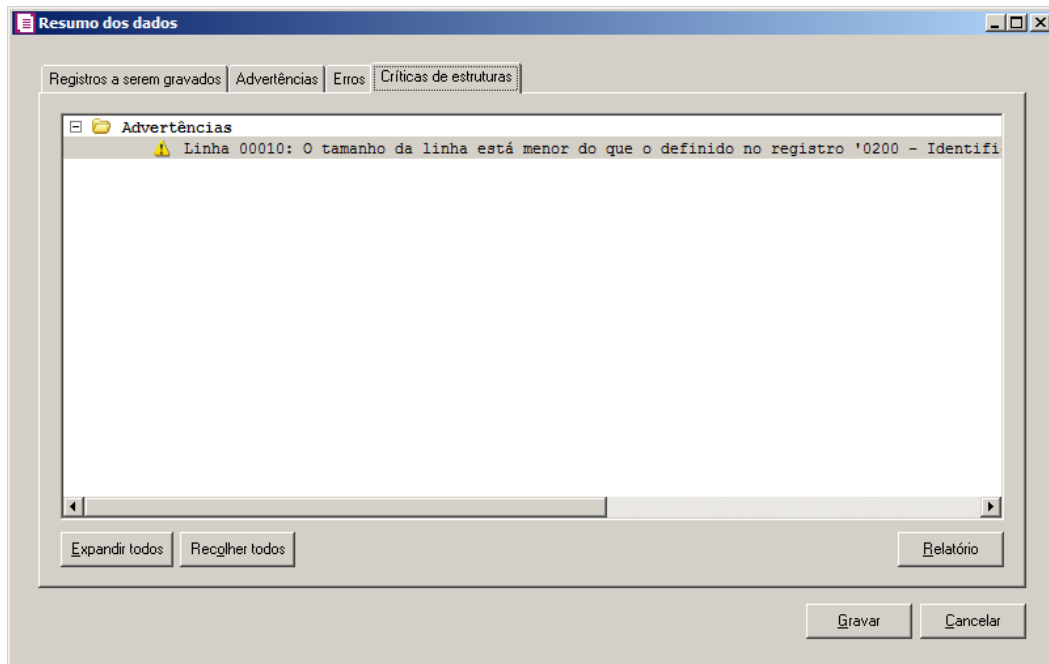 Resumo dos dados
Registros a serem gravados Advertências Erros Críticas de estruturas
Advertências
Linha 00010: O tamanho da linha está menor do que o definido no registro '0200 - Identifi
Expandir todos Recolher todos Relatório
Gravar Cancelar